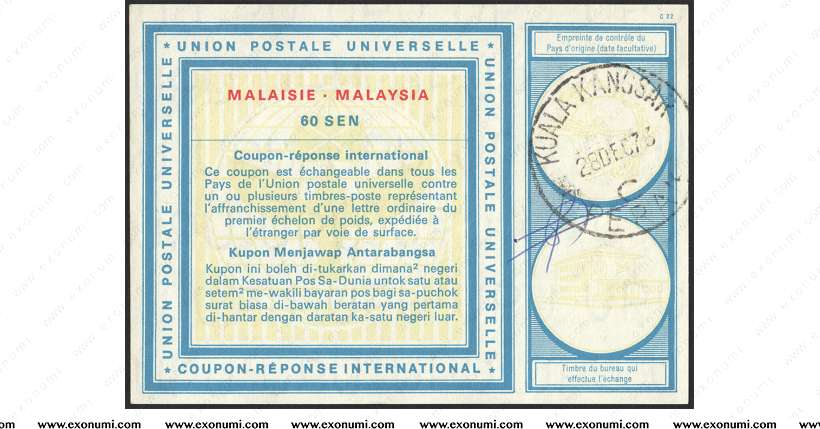 C 22
Empreinte de contrôle du
Pays d'origine (date facultative)
★ UNION POSTALE UNIVERSELLE ★
UNION POSTALE UNIVERSELLE
UNION POSTALE UNIVERSELLE
MALAISIE · MALAYSIA
60 SEN
Coupon-réponse international
Ce coupon est échangeable dans tous les
Pays de l'Union postale universelle contre
un ou plusieurs timbres-poste représentant
l'affranchissement d'une lettre ordinaire du
premier échelon de poids, expédiée à
l'étranger par voie de surface.
Kupon Menjawap Antarabangsa
Kupon ini boleh di-tukarkan dimana² negeri
dalam Kesatuan Pos Sa-Dunia untok satu atau
setem² me-wakili bayaran pos bagi sa-puchok
surat biasa di-bawah beratan yang pertama
di-hantar dengan daratan ka-satu negeri luar.
★ COUPON-RÉPONSE INTERNATIONAL ★
KUALA KANGSAR
28DEC73
C
PERAK
Timbre du bureau qui
effectue l'échange
www.exonumi.com www.exonumi.com www.exonumi.com www.exonumi.com www.exonumi.com www.exonumi.com